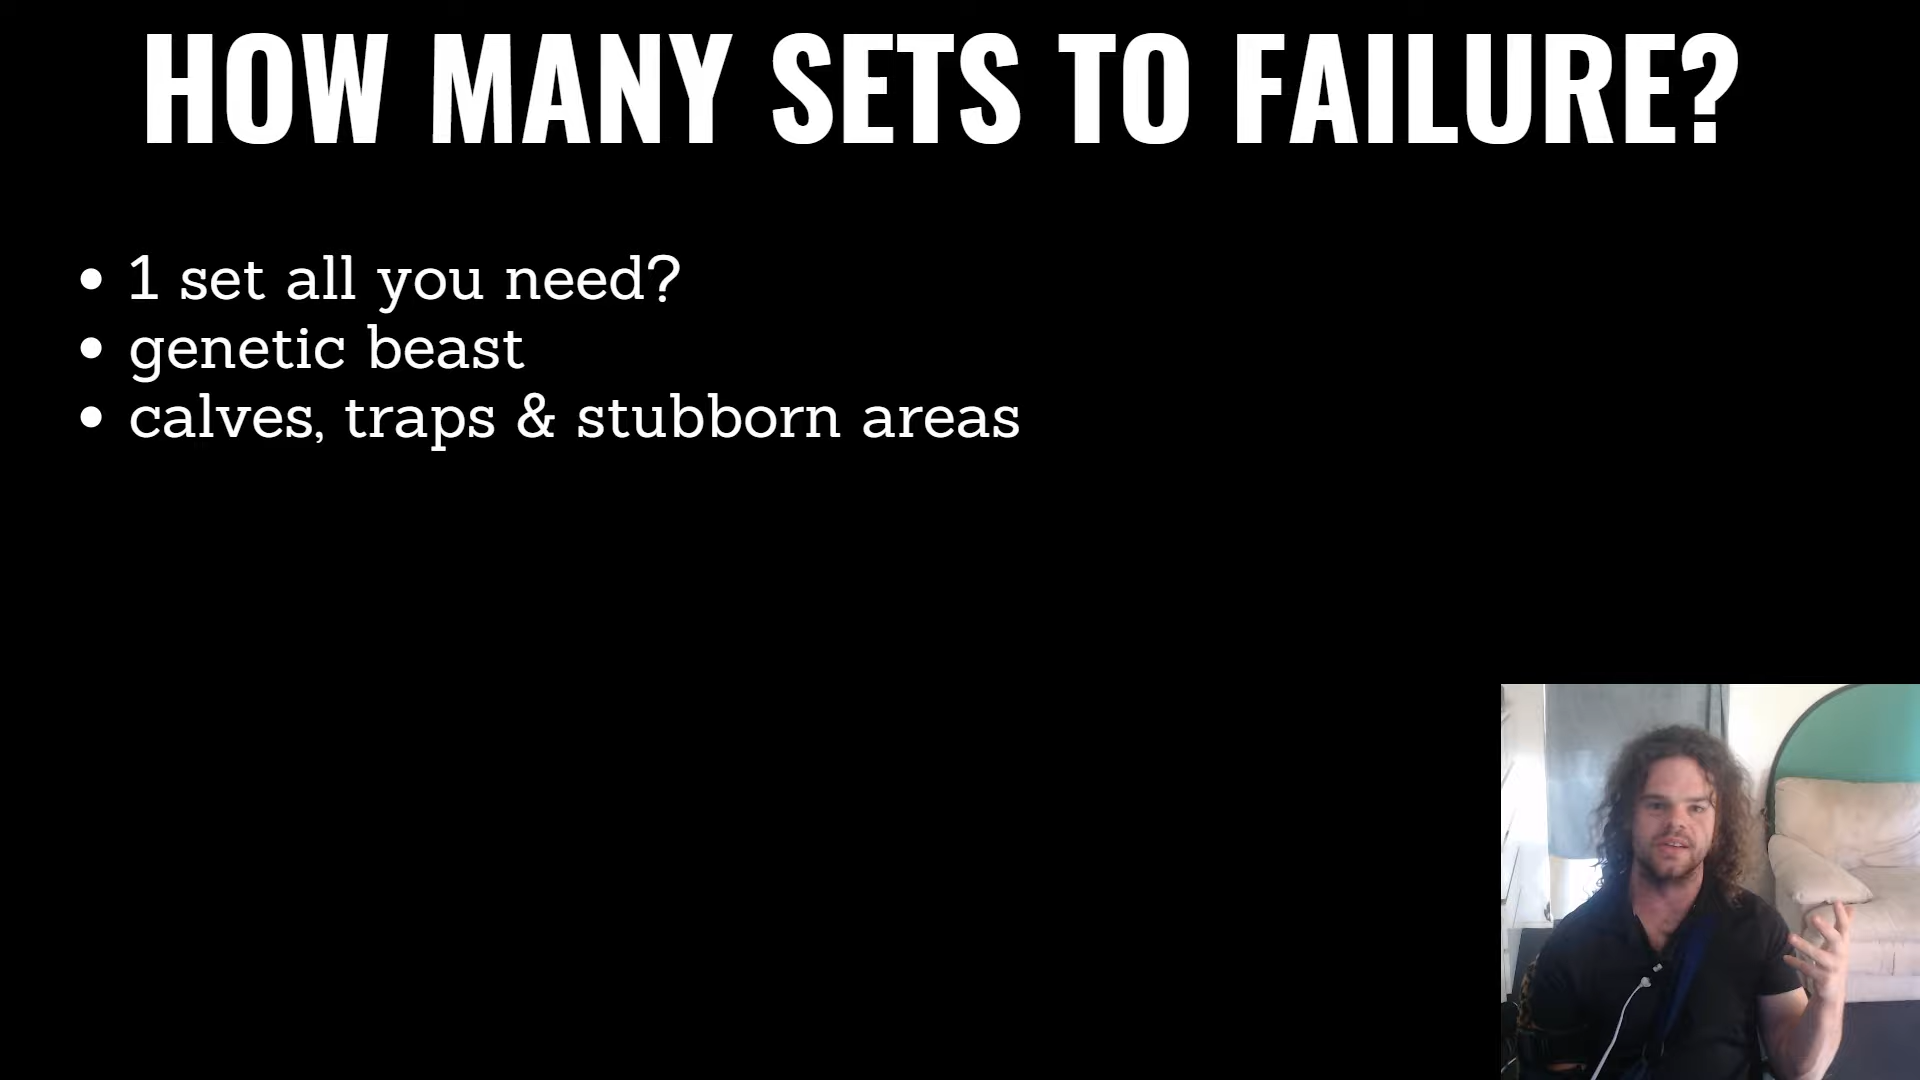 HOW MANY SETS TO FAILURE?
• 1 set all you need?
• genetic beast
• calves, traps & stubborn areas